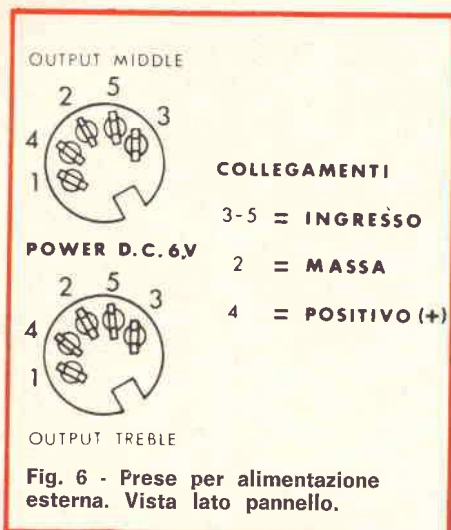 OUTPUT MIDDLE
2 5 3
4
1
COLLEGAMENTI
3-5 = INGRESSO
2 = MASSA
4 = POSITIVO (+)
POWER D.C. 6,V
2 5 3
4
1
OUTPUT TREBLE
Fig. 6 - Prese per alimentazione
esterna. Vista lato pannello.